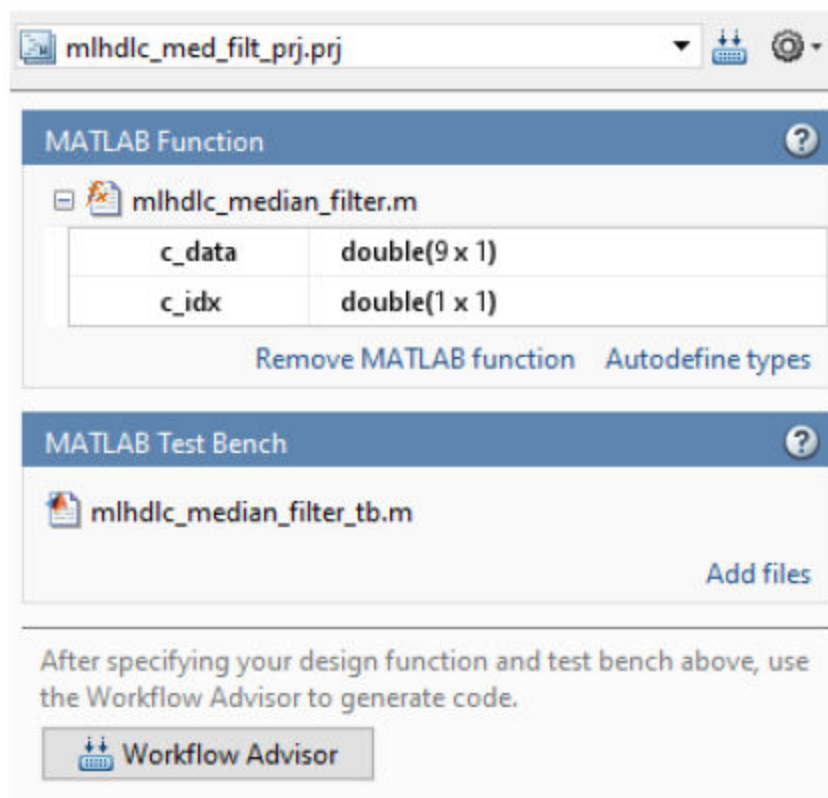 mlhdlc_med_filt_prj.prj
MATLAB Function
mlhdlc_median_filter.m
c_data double(9 x 1)
c_idx double(1 x 1)
Remove MATLAB function Autodefine types
MATLAB Test Bench
mlhdlc_median_filter_tb.m
Add files
After specifying your design function and test bench above, use
the Workflow Advisor to generate code.
Workflow Advisor